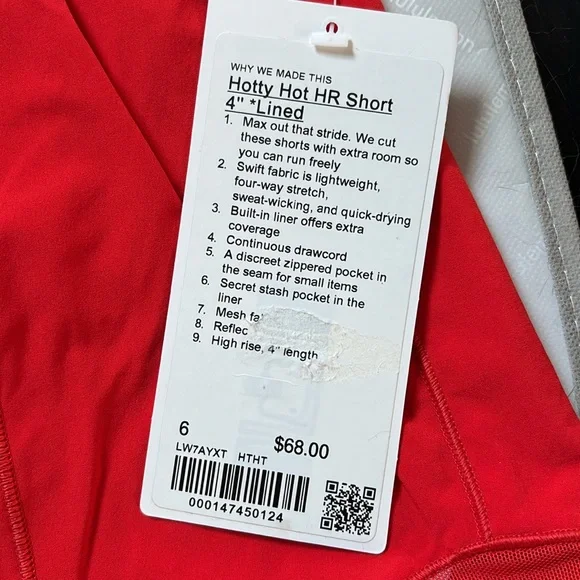 WHY WE MADE THIS
Hotty Hot HR Short
4" *Lined
1. Max out that stride. We cut
these shorts with extra room so
you can run freely
2. Swift fabric is lightweight,
four-way stretch,
sweat-wicking, and quick-drying
3. Built-in liner offers extra
coverage
4. Continuous drawcord
5. A discreet zippered pocket in
the seam for small items
6. Secret stash pocket in the
liner
7. Mesh
8.
9. High rise, 4" length
6
$68.00
LW7AYXT HTHT
000147450124
lululemon